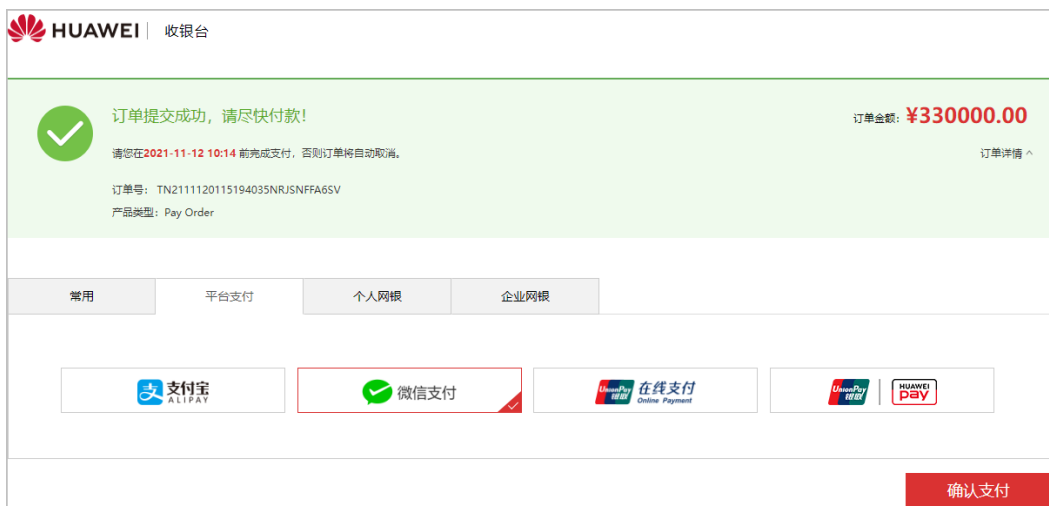 HUAWEI 收银台
订单提交成功，请尽快付款！
订单金额：¥330000.00
请您在2021-11-12 10:14 前完成支付，否则订单将自动取消。
订单详情
订单号： TN2111120115194035NRJSNFFA6SV
产品类型：Pay Order
常用
平台支付
个人网银
企业网银
支付宝
ALIPAY
微信支付
UnionPay
银联
在线支付
Online Payment
UnionPay
银联
HUAWEI
Pay
确认支付